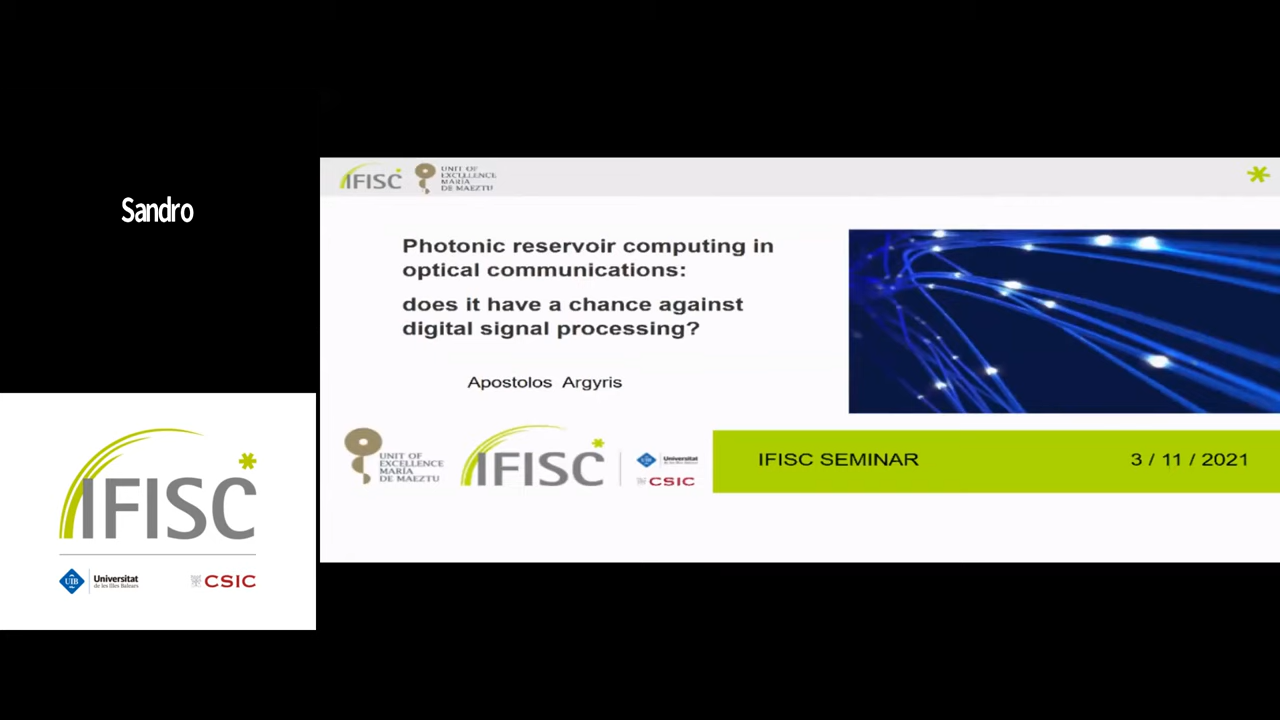 Sandro
IFISC
UIB
Universitat
de les Illes Balears
CSIC
IFISC
UNIT OF
EXCELLENCE
MARÍA
DE MAEZTU
Photonic reservoir computing in
optical communications:
does it have a chance against
digital signal processing?
Apostolos Argyris
UNIT OF
EXCELLENCE
MARÍA
DE MAEZTU
IFISC
UIB
Universitat
CSIC
IFISC SEMINAR
3 / 11 / 2021